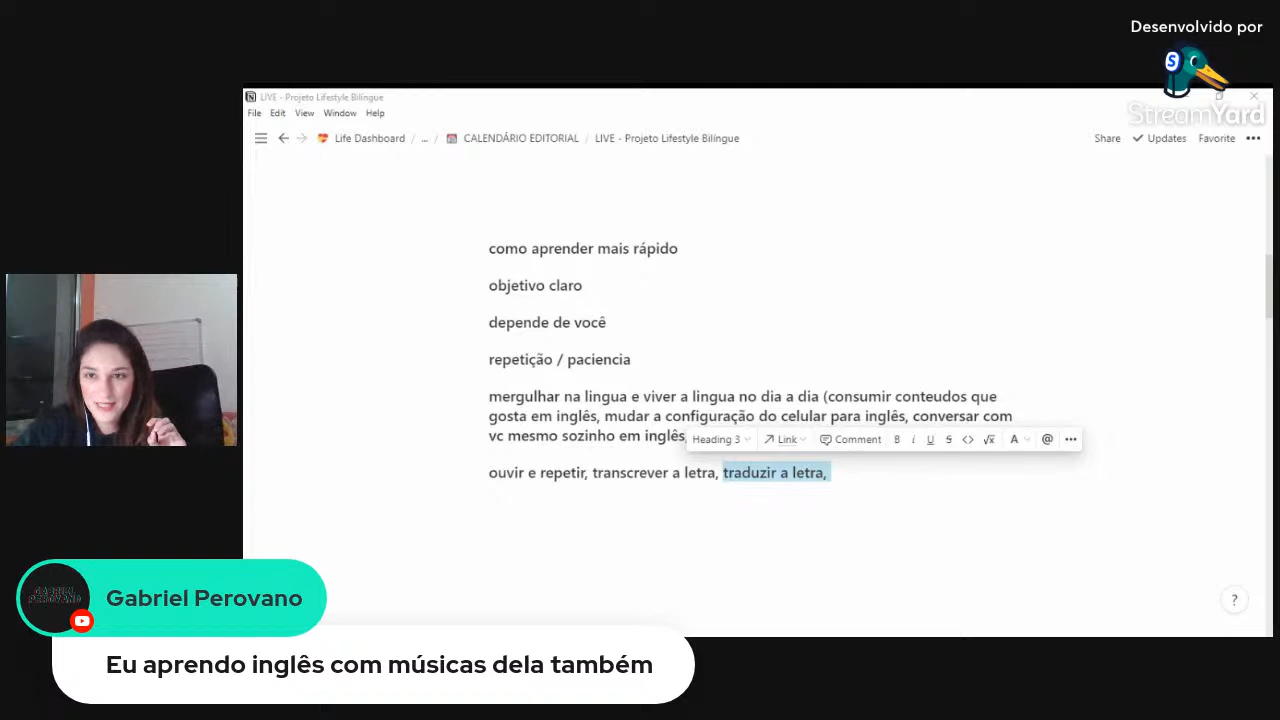 Desenvolvido por
StreamYard
LIVE - Projeto Lifestyle Bilíngue
File Edit View Window Help
Life Dashboard / ... / CALENDÁRIO EDITORIAL / LIVE - Projeto Lifestyle Bilíngue
Share Updates Favorite •••
como aprender mais rápido
objetivo claro
depende de você
repetição / paciencia
mergulhar na lingua e viver a lingua no dia a dia (consumir conteudos que
gosta em inglês, mudar a configuração do celular para inglês, conversar com
vc mesmo sozinho em inglês,
Heading 3 Link Comment B i U S <> √x A @ •••
ouvir e repetir, transcrever a letra, traduzir a letra,
?
GABRIEL
PEROVANO
Gabriel Perovano
Eu aprendo inglês com músicas dela também